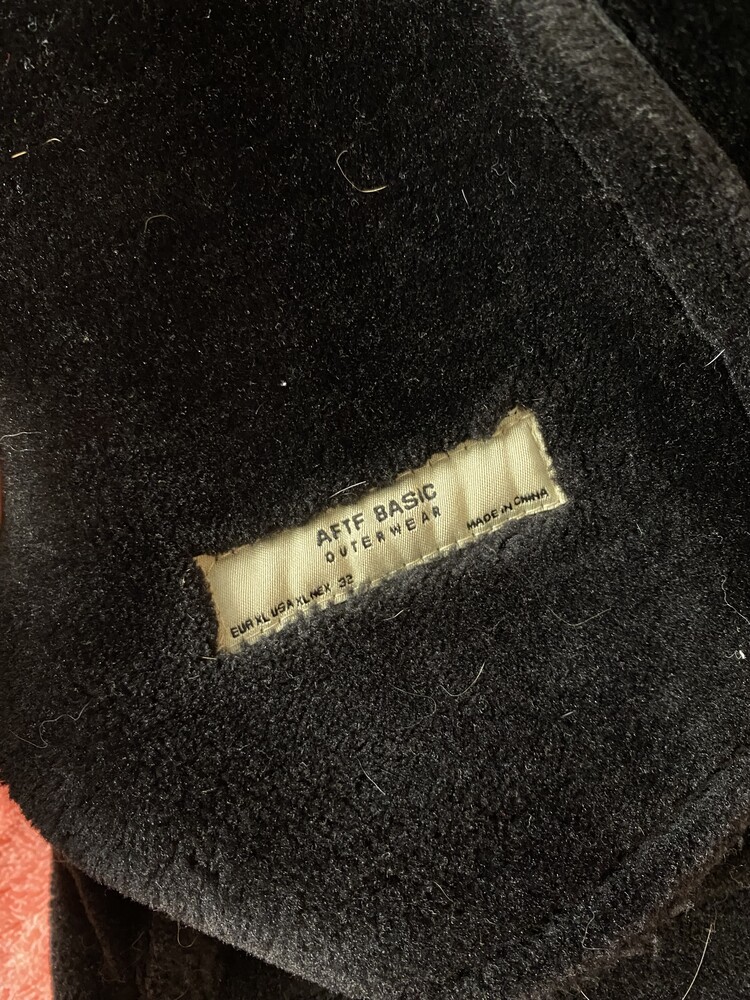 AFTF BASIC
OUTERWEAR
MADE IN CHINA
EUR XL USA XL MEX 32